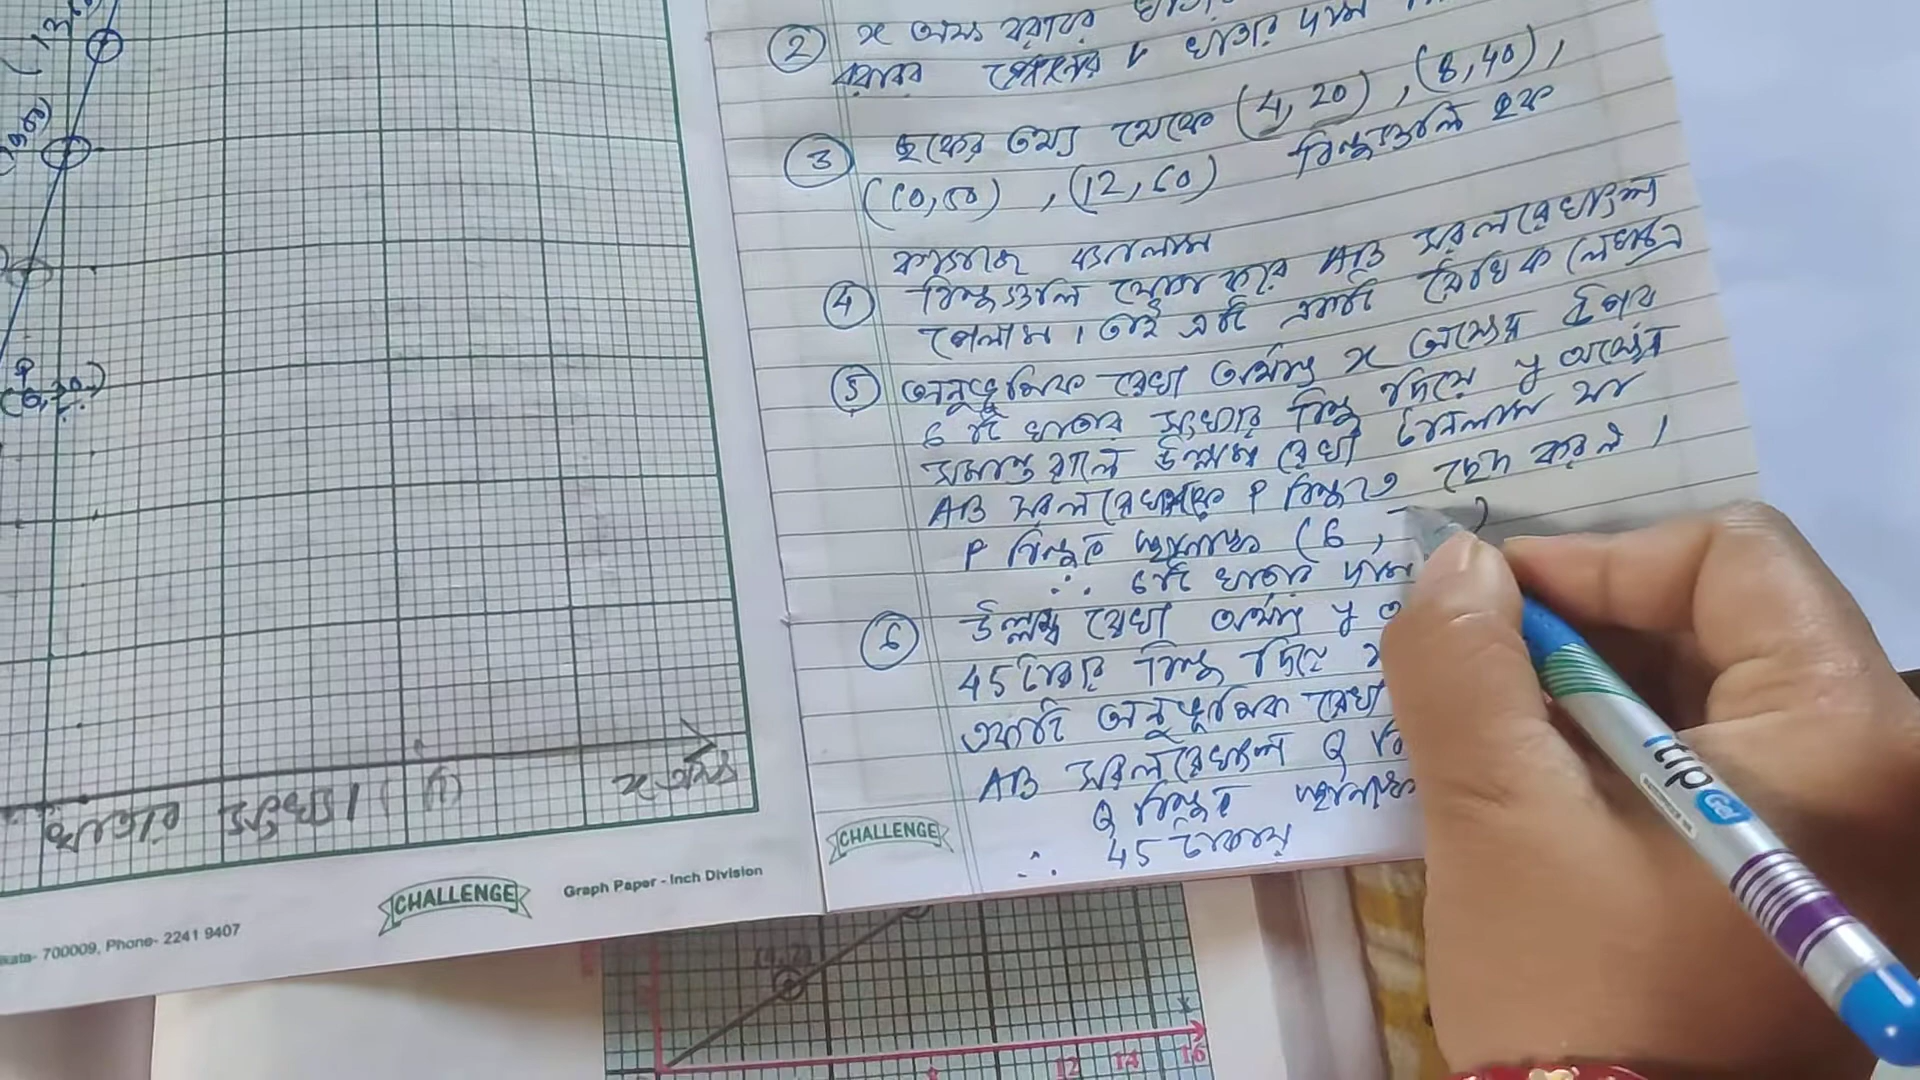 2 x অক্ষ বরাবর
বরাবর পেনের খাতার দাম
3 ছকের তথ্য থেকে (4, 20), (8, 40),
(10, 50), (12, 60) বিন্দুগুলি ছক
কাগজে বসালাম
4 বিন্দুগুলি যোগ করে AB সরলরেখাংশ
পেলাম। তাই এটি একটি রৈখিক লেখচিত্র
5 অনুভূমিক রেখা অর্থাৎ x অক্ষের উপর
6 টি খাতার সংখ্যার বিন্দু দিয়ে y অক্ষের
সমান্তরালে উল্লম্ব রেখা টানলাম যা
AB সরলরেখাংশকে P বিন্দুতে ছেদ করল।
P বিন্দুর স্থানাঙ্ক (6,
∴ 6টি খাতার দাম
6 উল্লম্ব রেখা অর্থাৎ y
45 টাকার বিন্দু দিয়ে
একটি অনুভূমিক রেখা
AB সরলরেখাংশ Q
Q বিন্দুর স্থানাঙ্ক
∴ 45 টাকায়
P
x-অক্ষ
CHALLENGE
CHALLENGE
Graph Paper - Inch Division
700009, Phone- 2241 9407
(4,2)
12 14 16